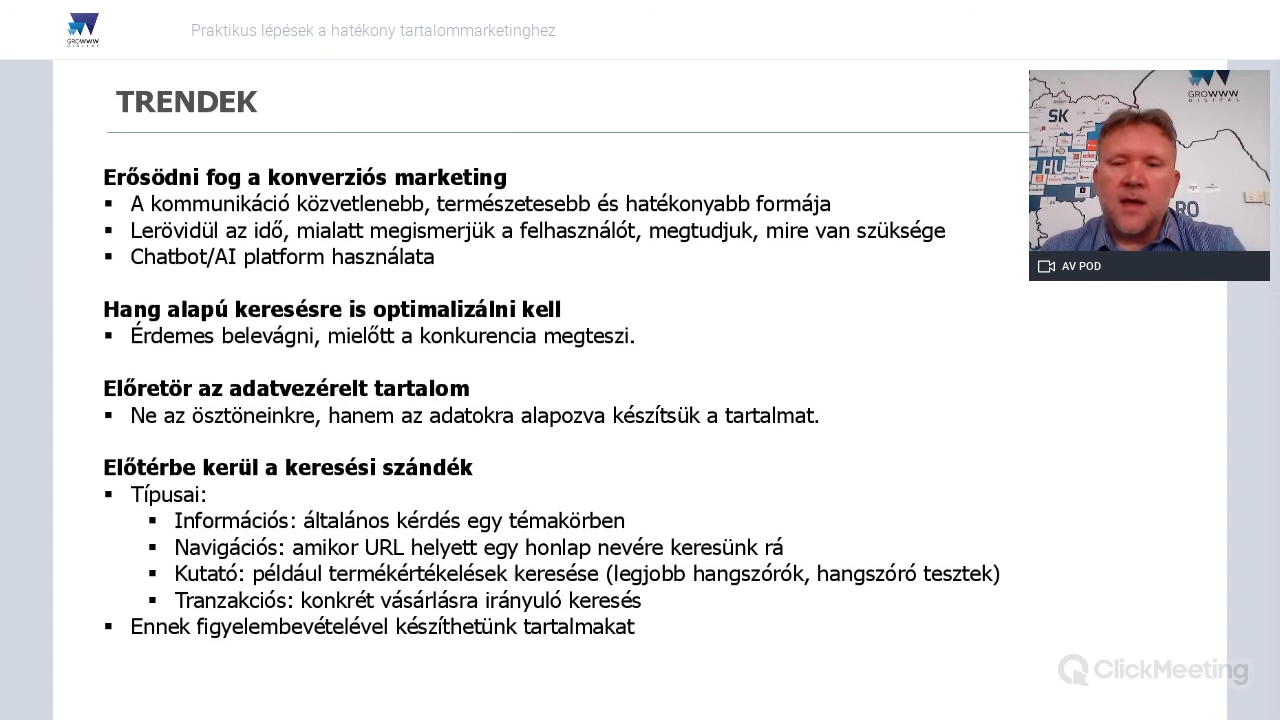 GROWWW
DIGITAL
Praktikus lépések a hatékony tartalommarketinghez
TRENDEK
Erősödni fog a konverziós marketing
▪ A kommunikáció közvetlenebb, természetesebb és hatékonyabb formája
▪ Lerövidül az idő, mialatt megismerjük a felhasználót, megtudjuk, mire van szüksége
▪ Chatbot/AI platform használata
Hang alapú keresésre is optimalizálni kell
▪ Érdemes belevágni, mielőtt a konkurencia megteszi.
Előretör az adatvezérelt tartalom
▪ Ne az ösztöneinkre, hanem az adatokra alapozva készítsük a tartalmat.
Előtérbe kerül a keresési szándék
▪ Típusai:
▪ Információs: általános kérdés egy témakörben
▪ Navigációs: amikor URL helyett egy honlap nevére keresünk rá
▪ Kutató: például termékértékelések keresése (legjobb hangszórók, hangszóró tesztek)
▪ Tranzakciós: konkrét vásárlásra irányuló keresés
▪ Ennek figyelembevételével készíthetünk tartalmakat
GROWWW
DIGITAL
SK
HU
RO
AV POD
ClickMeeting